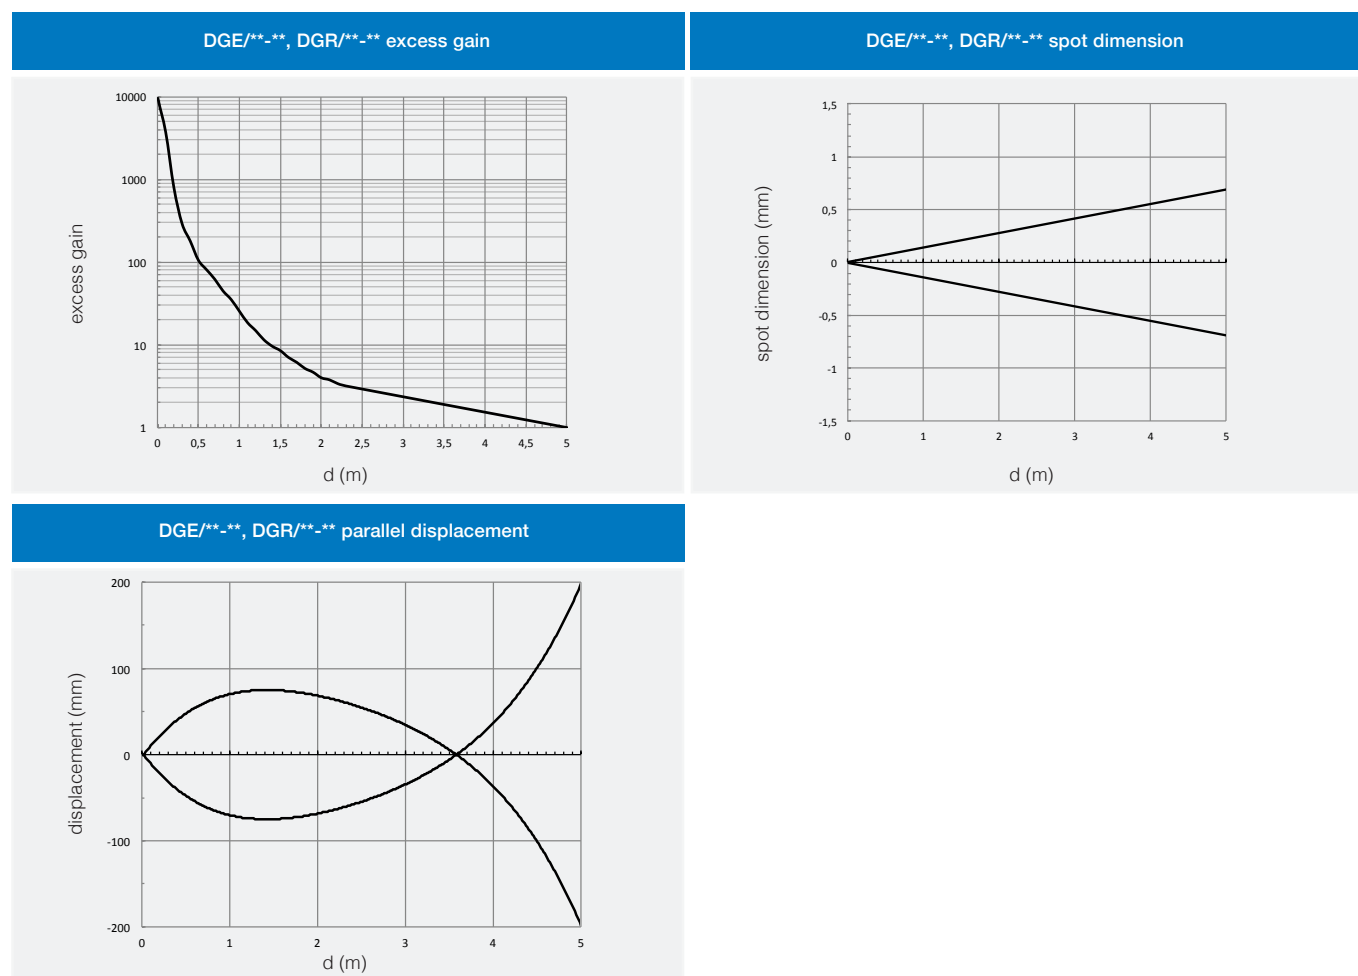 DGE/**-**, DGR/**-** excess gain
10000
1000
100
10
1
excess gain
0 0,5 1 1,5 2 2,5 3 3,5 4 4,5 5
d (m)
DGE/**-**, DGR/**-** spot dimension
1,5
1
0,5
0
-0,5
-1
-1,5
spot dimension (mm)
0 1 2 3 4 5
d (m)
DGE/**-**, DGR/**-** parallel displacement
200
100
0
-100
-200
displacement (mm)
0 1 2 3 4 5
d (m)